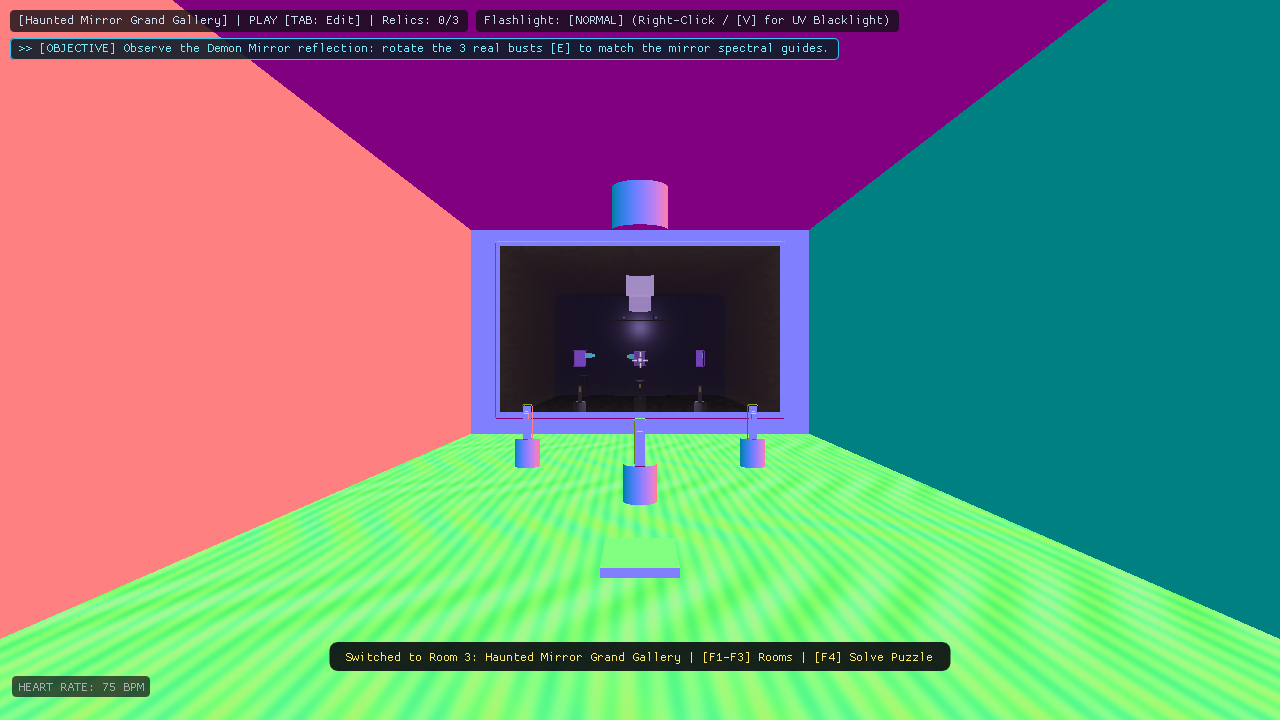 [Haunted Mirror Grand Gallery] | PLAY [TAB: Edit] | Relics: 0/3
Flashlight: [NORMAL] (Right-Click / [V] for UV Blacklight)
>> [OBJECTIVE] Observe the Demon Mirror reflection: rotate the 3 real busts [E] to match the mirror spectral guides.
Switched to Room 3: Haunted Mirror Grand Gallery | [F1-F3] Rooms | [F4] Solve Puzzle
HEART RATE: 75 BPM